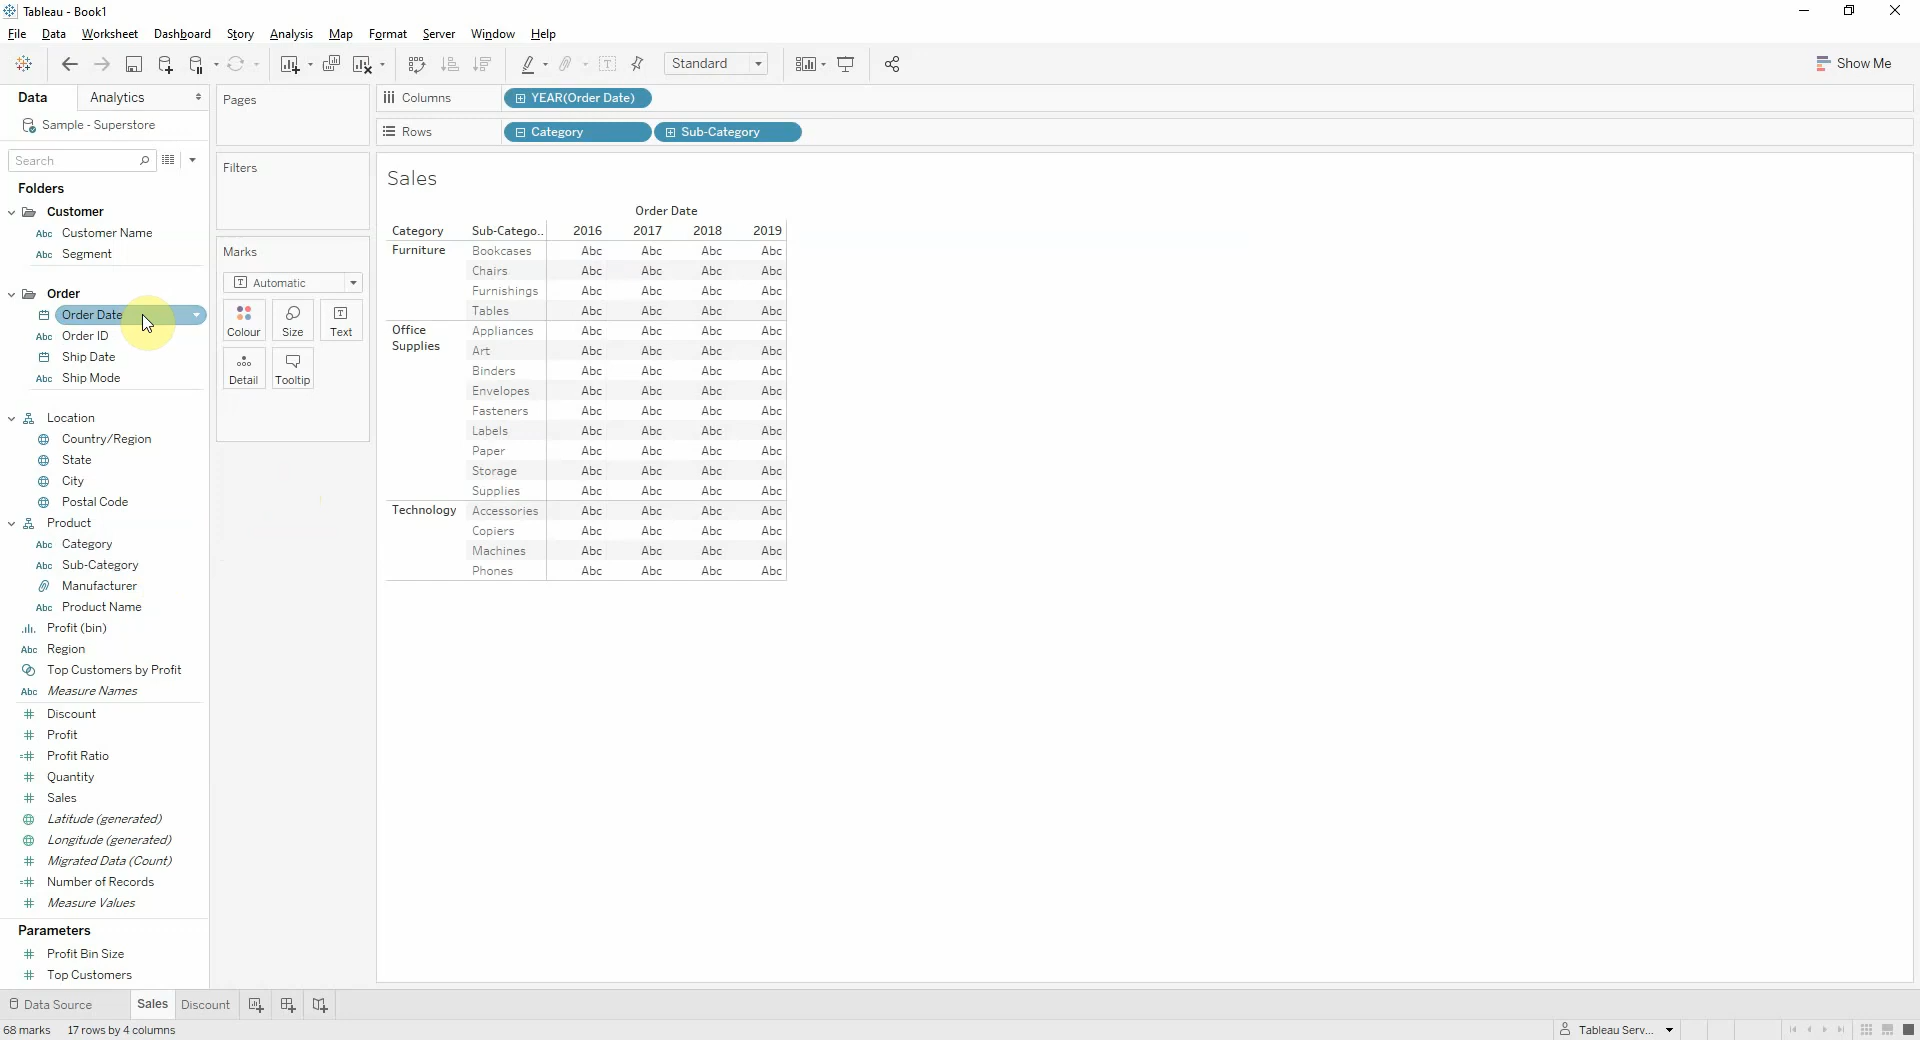 Tableau - Book1
File Data Worksheet Dashboard Story Analysis Map Format Server Window Help
Standard
Show Me
Data Analytics
Sample - Superstore
Search
Folders
Customer
Abc Customer Name
Abc Segment
Order
Order Date
Abc Order ID
Ship Date
Abc Ship Mode
Location
Country/Region
State
City
Postal Code
Product
Abc Category
Abc Sub-Category
Manufacturer
Abc Product Name
Profit (bin)
Abc Region
Top Customers by Profit
Abc Measure Names
# Discount
# Profit
=# Profit Ratio
# Quantity
# Sales
Latitude (generated)
Longitude (generated)
# Migrated Data (Count)
=# Number of Records
# Measure Values
Parameters
# Profit Bin Size
# Top Customers
Pages
Filters
Marks
Automatic
Colour Size Text
Detail Tooltip
Columns YEAR(Order Date)
Rows Category Sub-Category
Sales
Order Date
Category Sub-Catego.. 2016 2017 2018 2019
Furniture Bookcases Abc Abc Abc Abc
Chairs Abc Abc Abc Abc
Furnishings Abc Abc Abc Abc
Tables Abc Abc Abc Abc
Office Supplies Appliances Abc Abc Abc Abc
Art Abc Abc Abc Abc
Binders Abc Abc Abc Abc
Envelopes Abc Abc Abc Abc
Fasteners Abc Abc Abc Abc
Labels Abc Abc Abc Abc
Paper Abc Abc Abc Abc
Storage Abc Abc Abc Abc
Supplies Abc Abc Abc Abc
Technology Accessories Abc Abc Abc Abc
Copiers Abc Abc Abc Abc
Machines Abc Abc Abc Abc
Phones Abc Abc Abc Abc
Data Source Sales Discount
68 marks 17 rows by 4 columns
Tableau Serv...